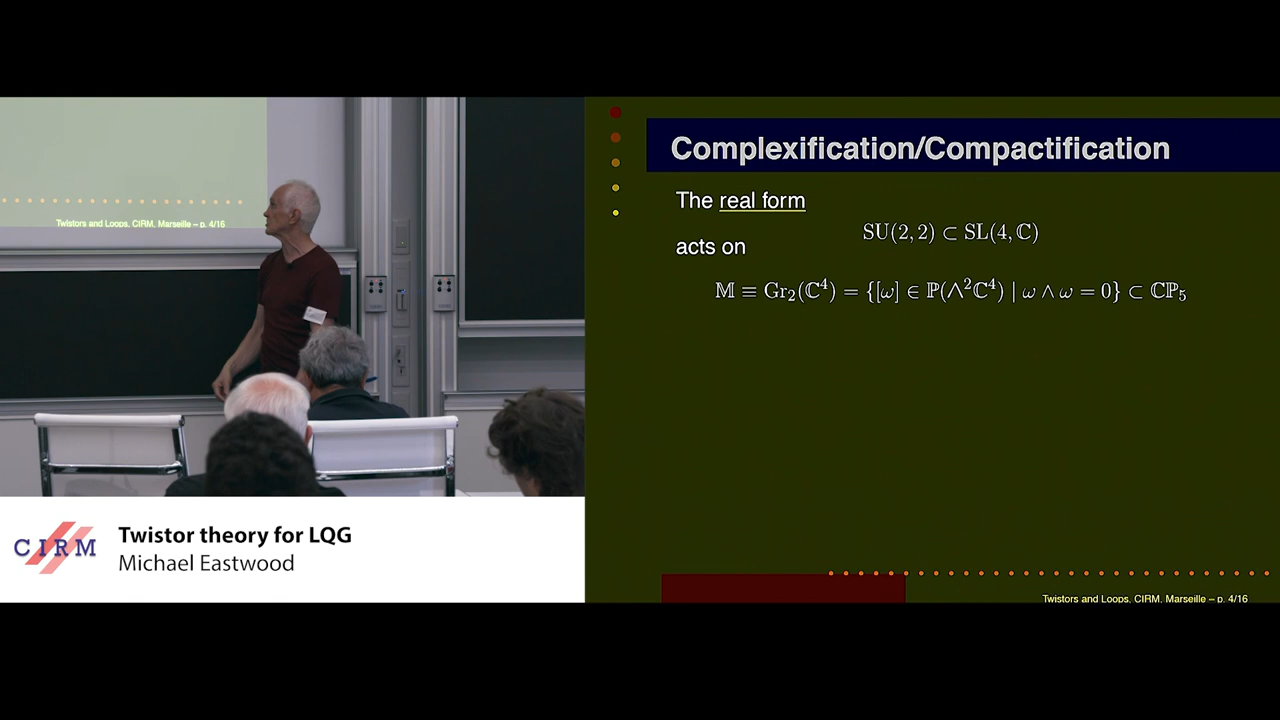 Twistors and Loops, CIRM, Marseille – p. 4/16
CIRM
Twistor theory for LQG
Michael Eastwood
Complexification/Compactification
The real form
SU(2, 2) ⊂ SL(4, ℂ)
acts on
𝕄 ≡ Gr₂(ℂ⁴) = {[ω] ∈ ℙ(∧²ℂ⁴) | ω ∧ ω = 0} ⊂ ℂℙ₅
Twistors and Loops, CIRM, Marseille – p. 4/16